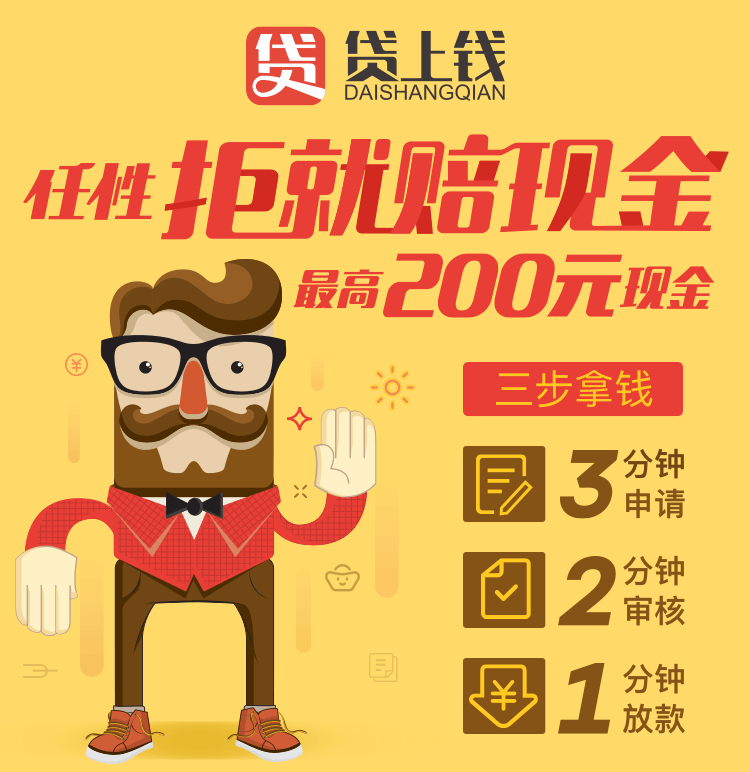 贷 贷上钱
DAISHANGQIAN
任性拒就赔现金
最高200元现金
三步拿钱
3分钟
申请
2分钟
审核
1分钟
放款